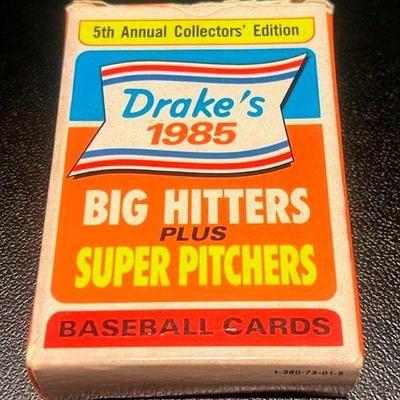 5th Annual Collectors' Edition
Drake's
1985
BIG HITTERS
PLUS
SUPER PITCHERS
BASEBALL CARDS
1-380-73-01-5